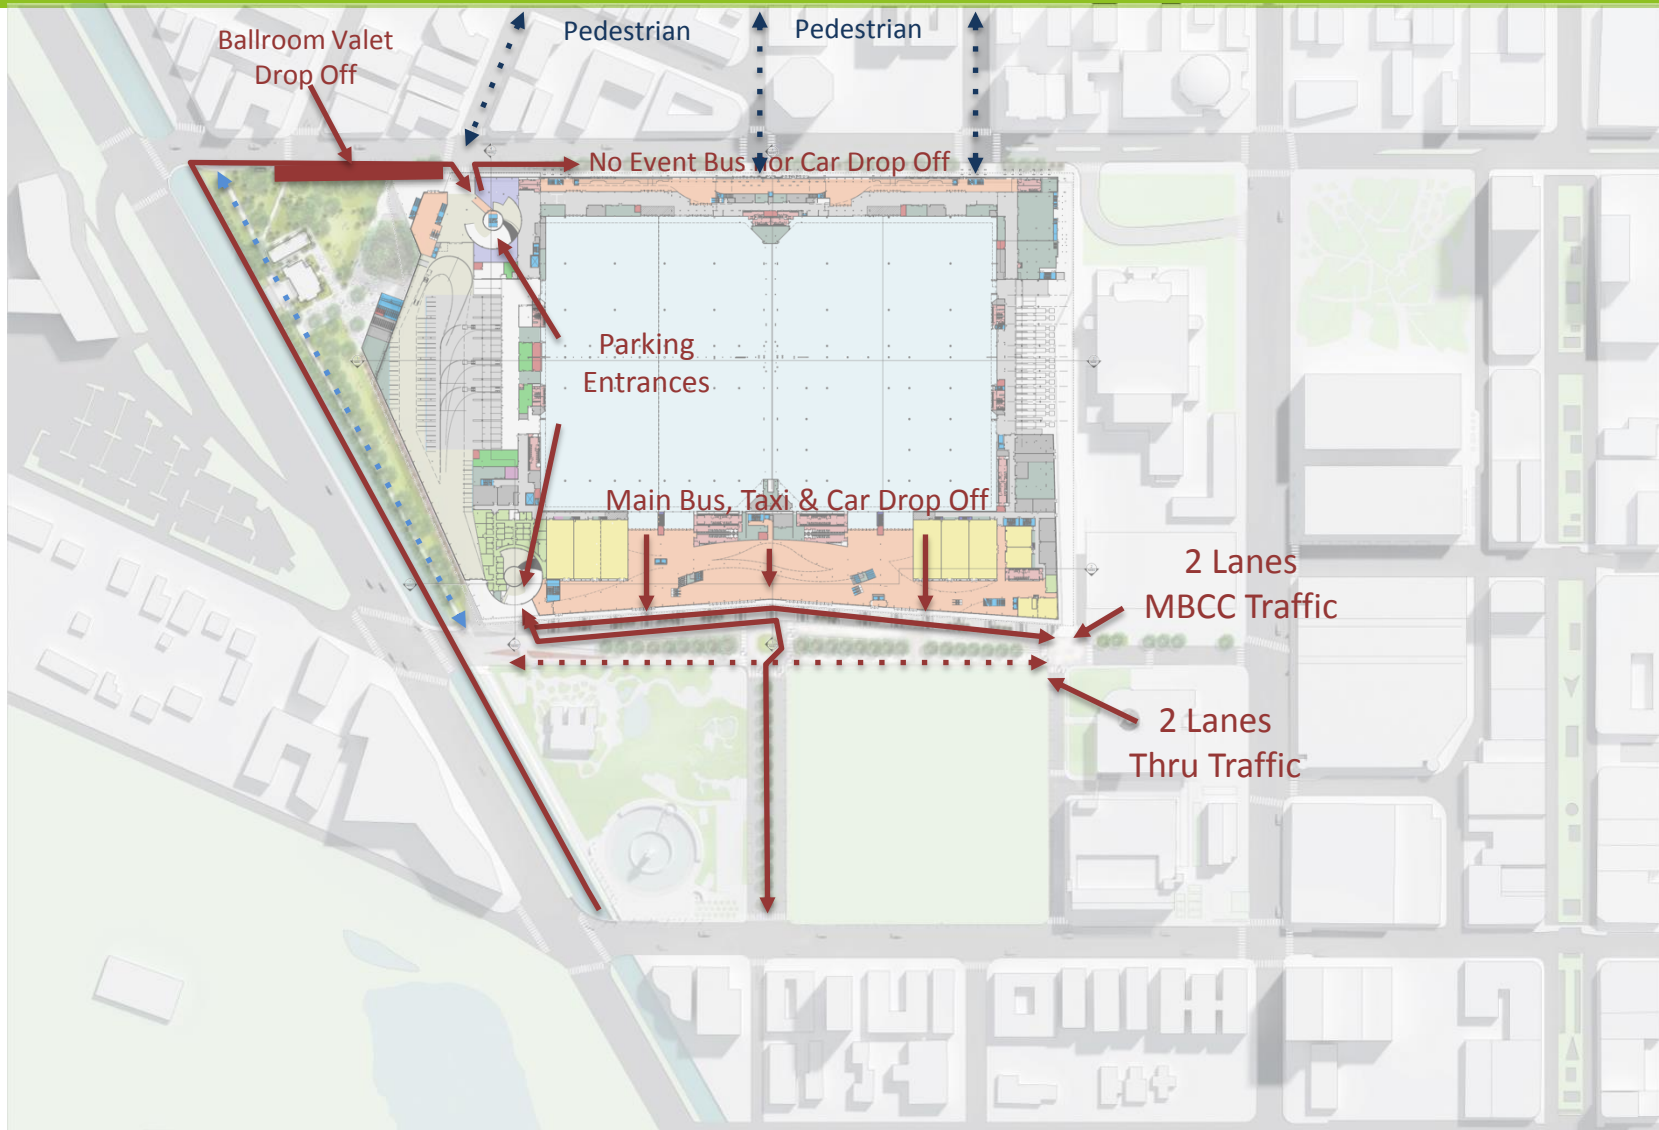 Ballroom Valet
Drop Off
Pedestrian
Pedestrian
No Event Bus nor Car Drop Off
Parking
Entrances
Main Bus, Taxi & Car Drop Off
2 Lanes
MBCC Traffic
2 Lanes
Thru Traffic